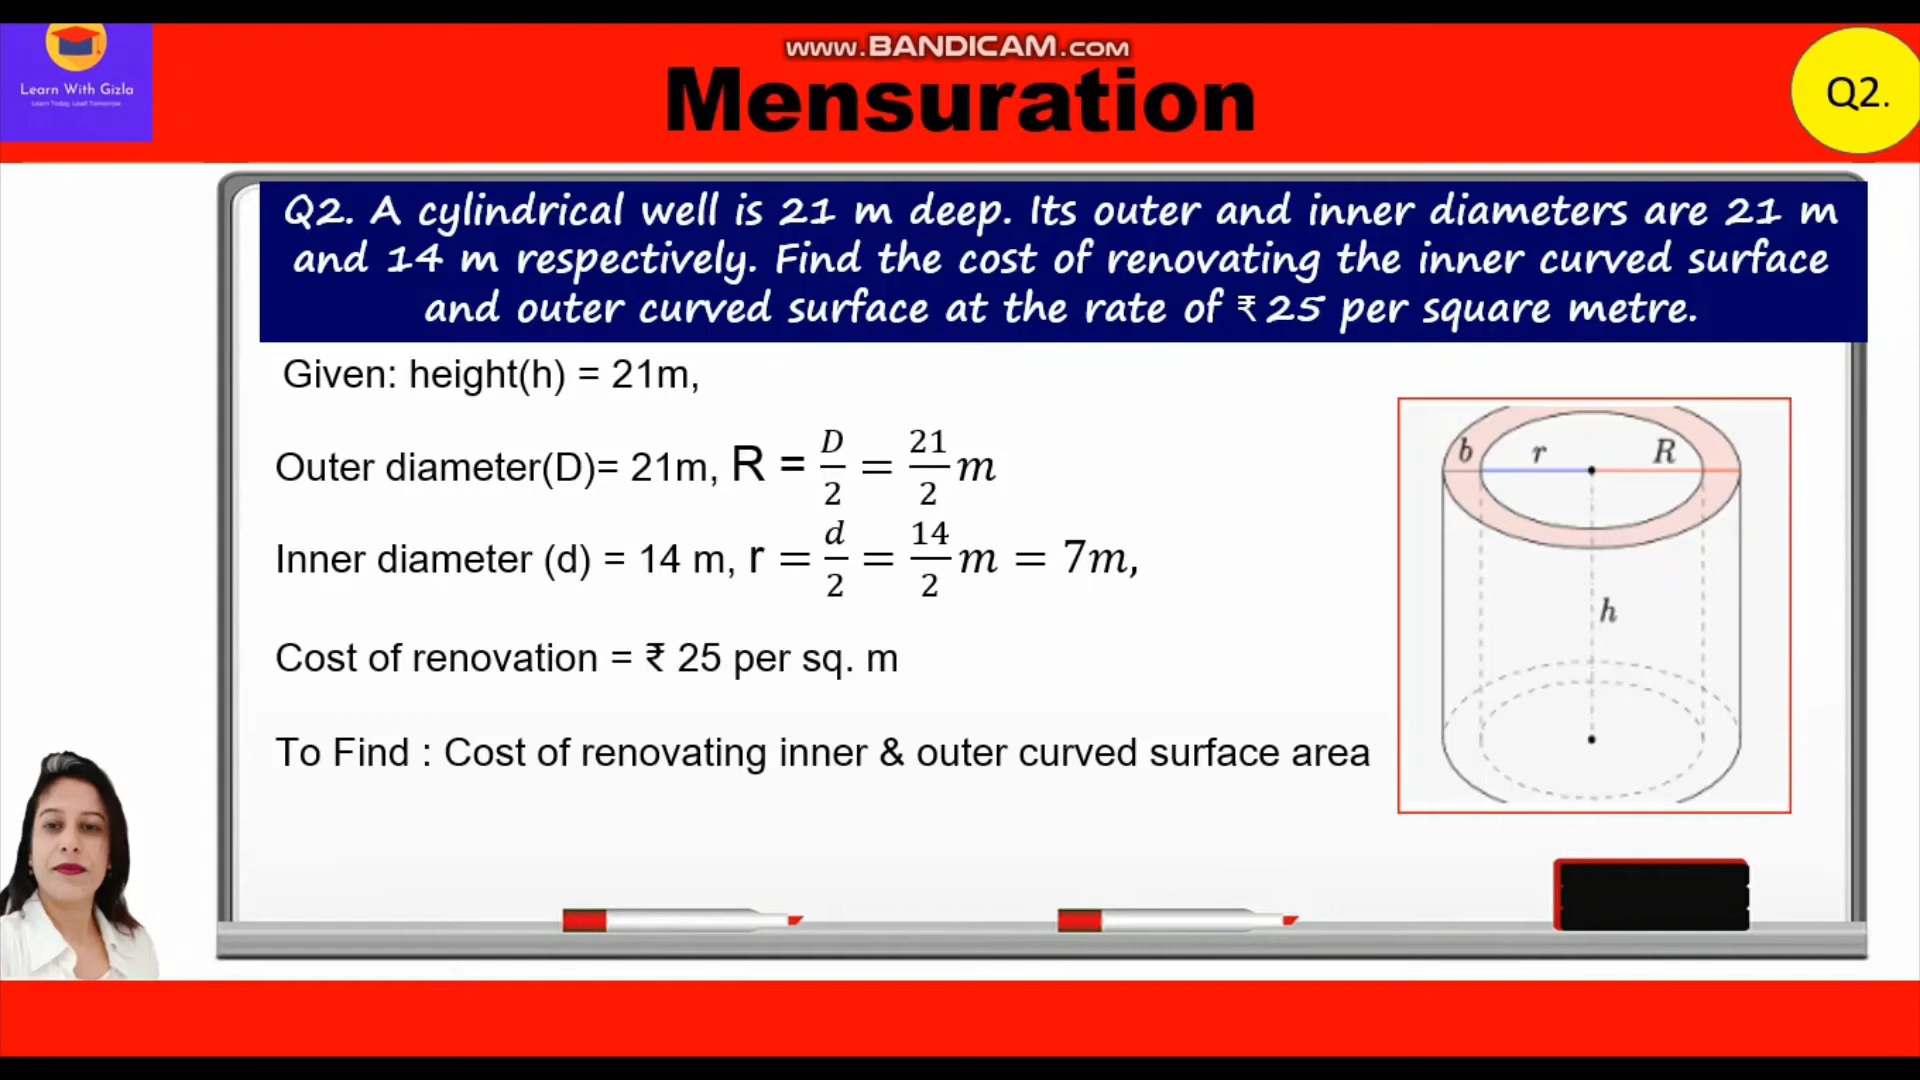 www.BANDICAM.com
Learn With Gizla
Learn Today, Lead Tomorrow
Mensuration
Q2.
Q2. A cylindrical well is 21 m deep. Its outer and inner diameters are 21 m
and 14 m respectively. Find the cost of renovating the inner curved surface
and outer curved surface at the rate of ₹ 25 per square metre.
Given: height(h) = 21m,
Outer diameter(D)= 21m, R = D/2 = 21/2 m
Inner diameter (d) = 14 m, r = d/2 = 14/2 m = 7m,
Cost of renovation = ₹ 25 per sq. m
To Find : Cost of renovating inner & outer curved surface area
b r R
h